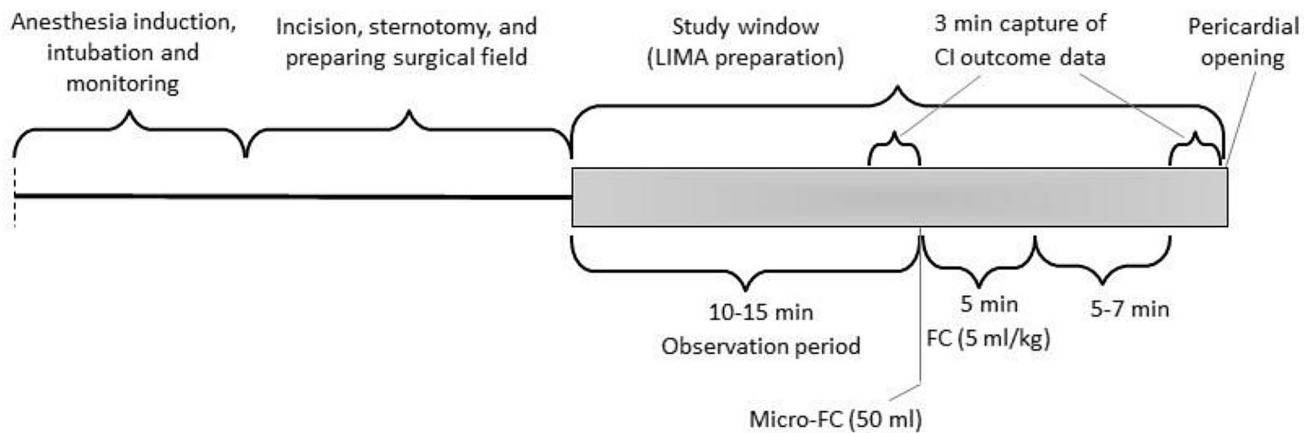 Anesthesia induction,
intubation and
monitoring
Incision, sternotomy, and
preparing surgical field
Study window
(LIMA preparation)
3 min capture of
CI outcome data
Pericardial
opening
10-15 min
Observation period
5 min
FC (5 ml/kg)
5-7 min
Micro-FC (50 ml)